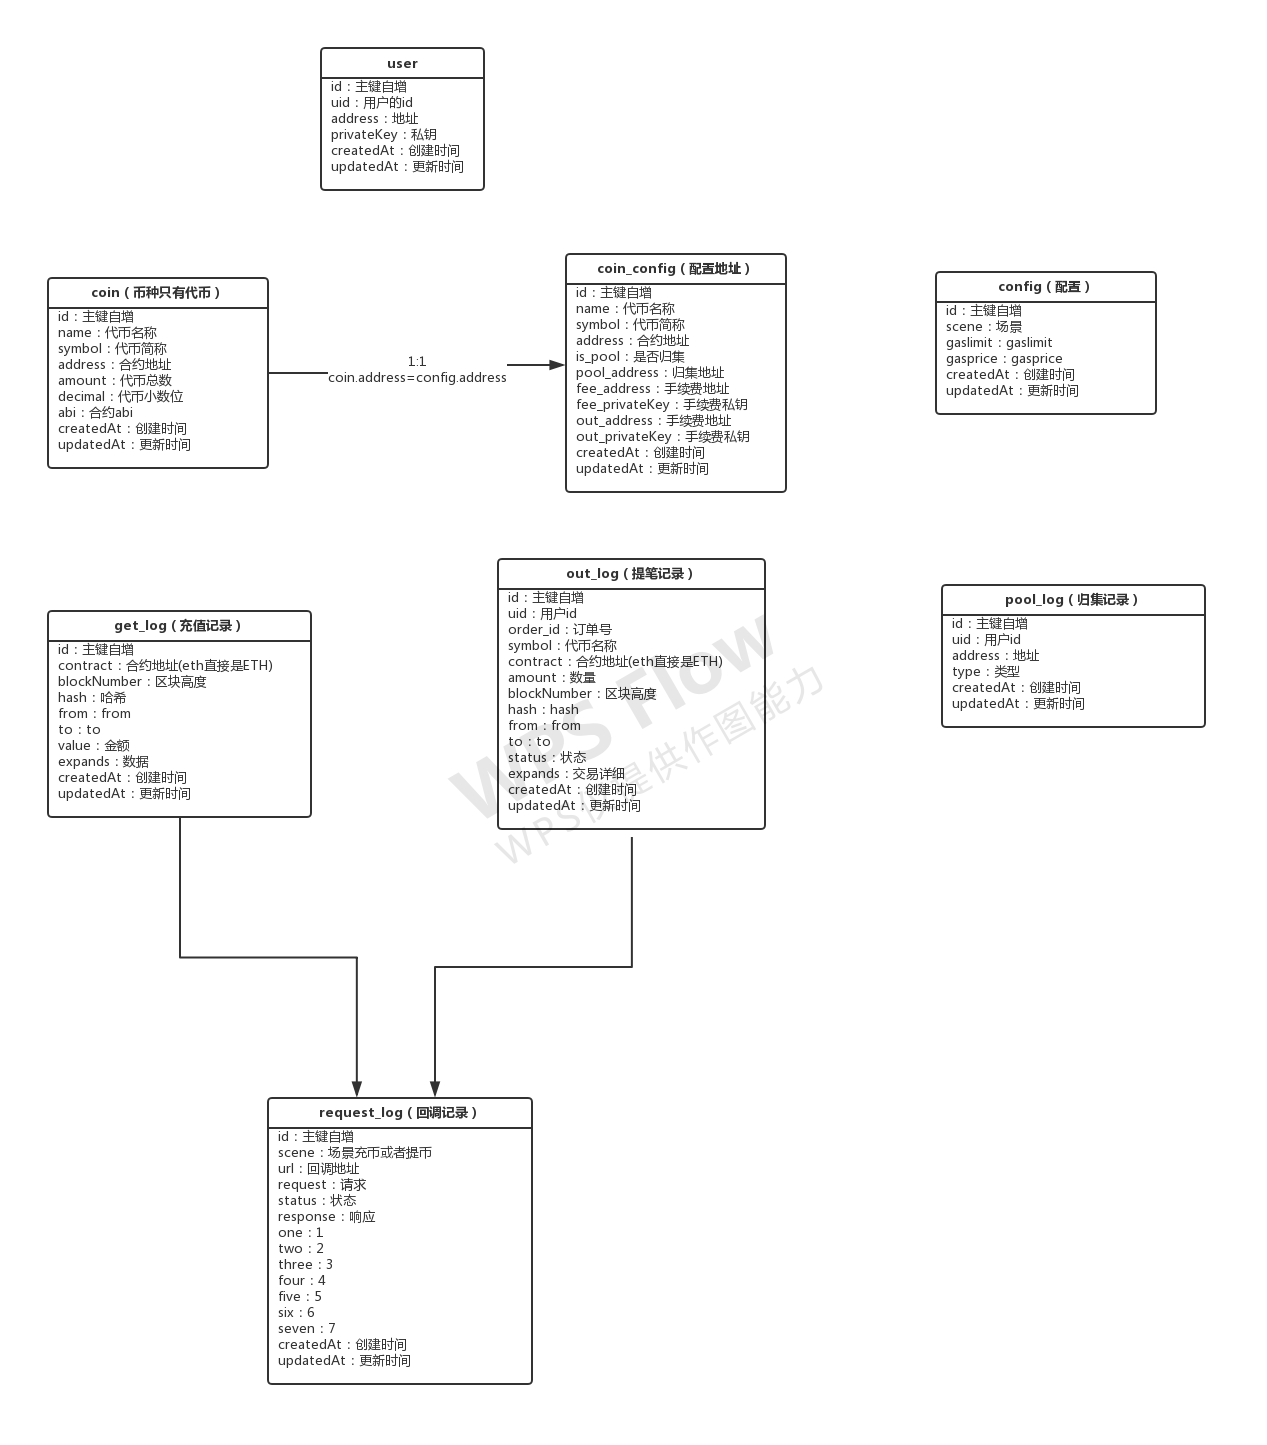 user
id：主键自增
uid：用户的id
address：地址
privateKey：私钥
createdAt：创建时间
updatedAt：更新时间
coin（币种只有代币）
id：主键自增
name：代币名称
symbol：代币简称
address：合约地址
amount：代币总数
decimal：代币小数位
abi：合约abi
createdAt：创建时间
updatedAt：更新时间
1:1
coin.address=config.address
coin_config（配置地址）
id：主键自增
name：代币名称
symbol：代币简称
address：合约地址
is_pool：是否归集
pool_address：归集地址
fee_address：手续费地址
fee_privateKey：手续费私钥
out_address：手续费地址
out_privateKey：手续费私钥
createdAt：创建时间
updatedAt：更新时间
config（配置）
id：主键自增
scene：场景
gaslimit：gaslimit
gasprice：gasprice
createdAt：创建时间
updatedAt：更新时间
get_log（充值记录）
id：主键自增
contract：合约地址(eth直接是ETH)
blockNumber：区块高度
hash：哈希
from：from
to：to
value：金额
expands：数据
createdAt：创建时间
updatedAt：更新时间
out_log（提笔记录）
id：主键自增
uid：用户id
order_id：订单号
symbol：代币名称
contract：合约地址(eth直接是ETH)
amount：数量
blockNumber：区块高度
hash：hash
from：from
to：to
status：状态
expands：交易详细
createdAt：创建时间
updatedAt：更新时间
pool_log（归集记录）
id：主键自增
uid：用户id
address：地址
type：类型
createdAt：创建时间
updatedAt：更新时间
WPS Flow
WPS仅提供作图能力
request_log（回调记录）
id：主键自增
scene：场景充币或者提币
url：回调地址
request：请求
status：状态
response：响应
one：1
two：2
three：3
four：4
five：5
six：6
seven：7
createdAt：创建时间
updatedAt：更新时间